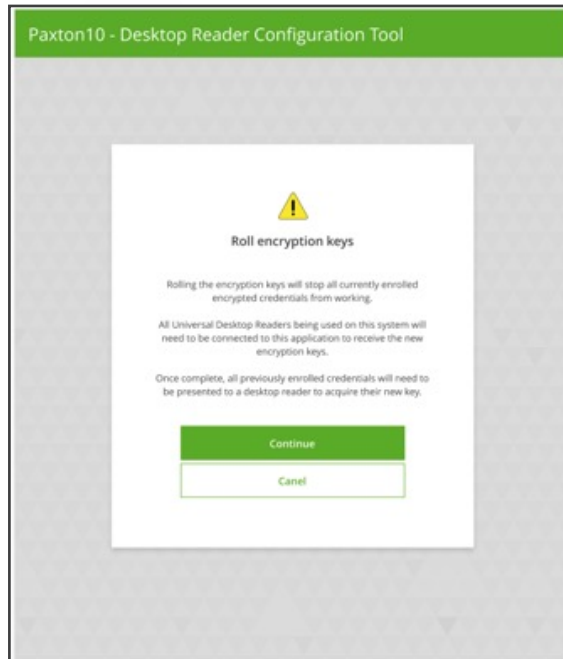 Paxton10 - Desktop Reader Configuration Tool
Roll encryption keys
Rolling the encryption keys will stop all currently enrolled
encrypted credentials from working.
All Universal Desktop Readers being used on this system will
need to be connected to this application to receive the new
encryption keys.
Once complete, all previously enrolled credentials will need to
be presented to a desktop reader to acquire their new key.
Continue
Canel